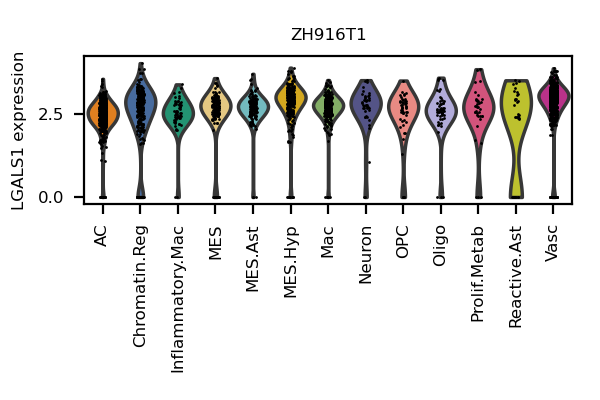 ZH916T1
LGALS1 expression
2.5
0.0
AC
Chromatin.Reg
Inflammatory.Mac
MES
MES.Ast
MES.Hyp
Mac
Neuron
OPC
Oligo
Prolif.Metab
Reactive.Ast
Vasc